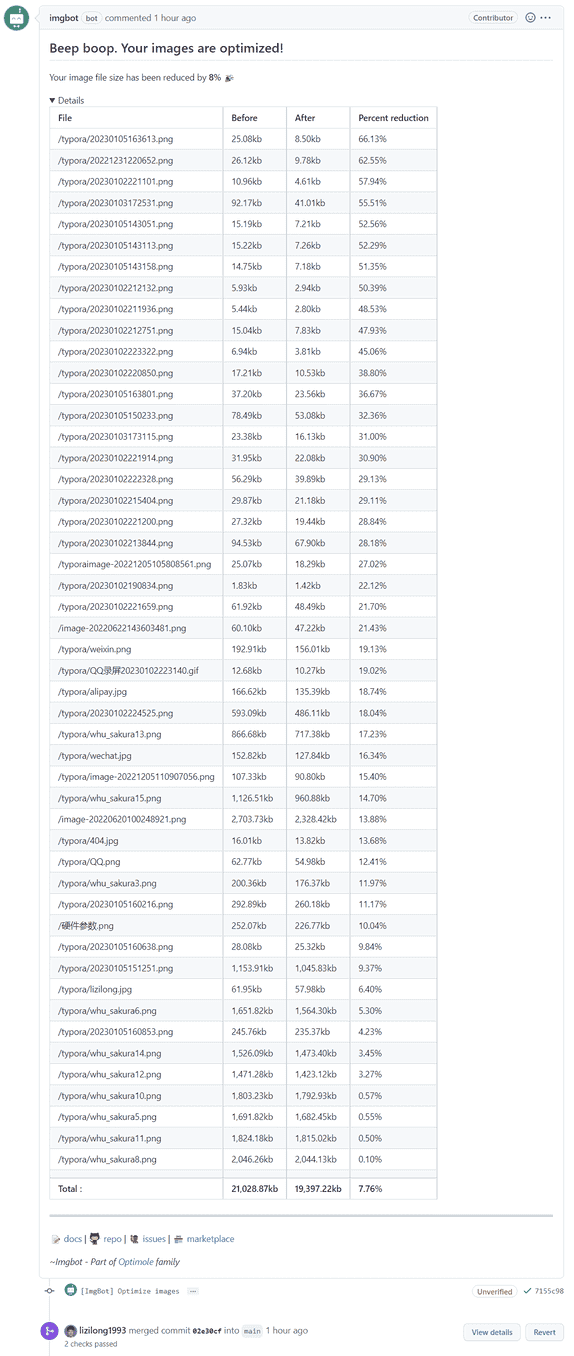 imgbot bot commented 1 hour ago Contributor
Beep boop. Your images are optimized!
Your image file size has been reduced by 8% 🎉
Details
File Before After Percent reduction
/typora/20230105163613.png 25.08kb 8.50kb 66.13%
/typora/20221231220652.png 26.12kb 9.78kb 62.55%
/typora/20230102221101.png 10.96kb 4.61kb 57.94%
/typora/20230103172531.png 92.17kb 41.01kb 55.51%
/typora/20230105143051.png 15.19kb 7.21kb 52.56%
/typora/20230105143113.png 15.22kb 7.26kb 52.29%
/typora/20230105143158.png 14.75kb 7.18kb 51.35%
/typora/20230102212132.png 5.93kb 2.94kb 50.39%
/typora/20230102211936.png 5.44kb 2.80kb 48.53%
/typora/20230102212751.png 15.04kb 7.83kb 47.93%
/typora/20230102223322.png 6.94kb 3.81kb 45.06%
/typora/20230102220850.png 17.21kb 10.53kb 38.80%
/typora/20230105163801.png 37.20kb 23.56kb 36.67%
/typora/20230105150233.png 78.49kb 53.08kb 32.36%
/typora/20230103173115.png 23.38kb 16.13kb 31.00%
/typora/20230102221914.png 31.95kb 22.08kb 30.90%
/typora/20230102222328.png 56.29kb 39.89kb 29.13%
/typora/20230102215404.png 29.87kb 21.18kb 29.11%
/typora/20230102221200.png 27.32kb 19.44kb 28.84%
/typora/20230102213844.png 94.53kb 67.90kb 28.18%
/typoraimage-20221205105808561.png 25.07kb 18.29kb 27.02%
/typora/20230102190834.png 1.83kb 1.42kb 22.12%
/typora/20230102221659.png 61.92kb 48.49kb 21.70%
/image-20220622143603481.png 60.10kb 47.22kb 21.43%
/typora/weixin.png 192.91kb 156.01kb 19.13%
/typora/QQ录屏20230102223140.gif 12.68kb 10.27kb 19.02%
/typora/alipay.jpg 166.62kb 135.39kb 18.74%
/typora/20230102224525.png 593.09kb 486.11kb 18.04%
/typora/whu_sakura13.png 866.68kb 717.38kb 17.23%
/typora/wechat.jpg 152.82kb 127.84kb 16.34%
/typora/image-20221205110907056.png 107.33kb 90.80kb 15.40%
/typora/whu_sakura15.png 1,126.51kb 960.88kb 14.70%
/image-20220620100248921.png 2,703.73kb 2,328.42kb 13.88%
/typora/404.jpg 16.01kb 13.82kb 13.68%
/typora/QQ.png 62.77kb 54.98kb 12.41%
/typora/whu_sakura3.png 200.36kb 176.37kb 11.97%
/typora/20230105160216.png 292.89kb 260.18kb 11.17%
/硬件参数.png 252.07kb 226.77kb 10.04%
/typora/20230105160638.png 28.08kb 25.32kb 9.84%
/typora/20230105151251.png 1,153.91kb 1,045.83kb 9.37%
/typora/lizilong.jpg 61.95kb 57.98kb 6.40%
/typora/whu_sakura6.png 1,651.82kb 1,564.30kb 5.30%
/typora/20230105160853.png 245.76kb 235.37kb 4.23%
/typora/whu_sakura14.png 1,526.09kb 1,473.40kb 3.45%
/typora/whu_sakura12.png 1,471.28kb 1,423.12kb 3.27%
/typora/whu_sakura10.png 1,803.23kb 1,792.93kb 0.57%
/typora/whu_sakura5.png 1,691.82kb 1,682.45kb 0.55%
/typora/whu_sakura11.png 1,824.18kb 1,815.02kb 0.50%
/typora/whu_sakura8.png 2,046.26kb 2,044.13kb 0.10%
Total : 21,028.87kb 19,397.22kb 7.76%
docs | repo | issues | marketplace
~Imgbot - Part of Optimole family
[ImgBot] Optimize images ... Unverified 7155c98
lizilong1993 merged commit 02e30cf into main 1 hour ago View details Revert
2 checks passed